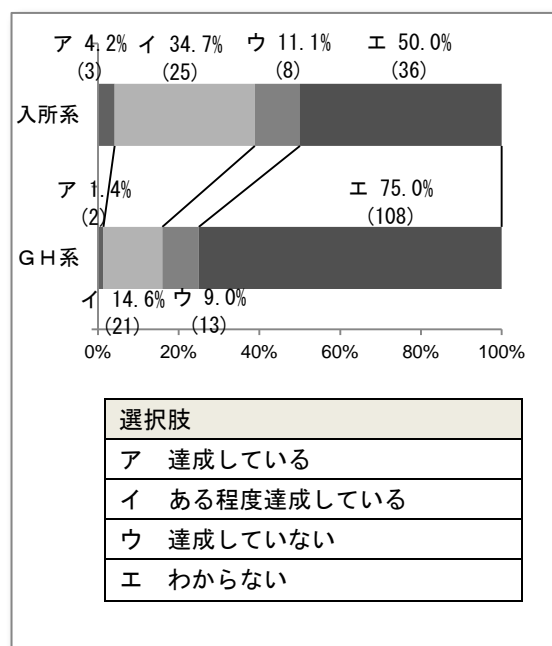 ア 4.2% イ 34.7% ウ 11.1% エ 50.0%
(3) (25) (8) (36)
入所系
ア 1.4% エ 75.0%
(2) (108)
ＧＨ系
イ 14.6% ウ 9.0%
(21) (13)
0% 20% 40% 60% 80% 100%
選択肢
ア 達成している
イ ある程度達成している
ウ 達成していない
エ わからない